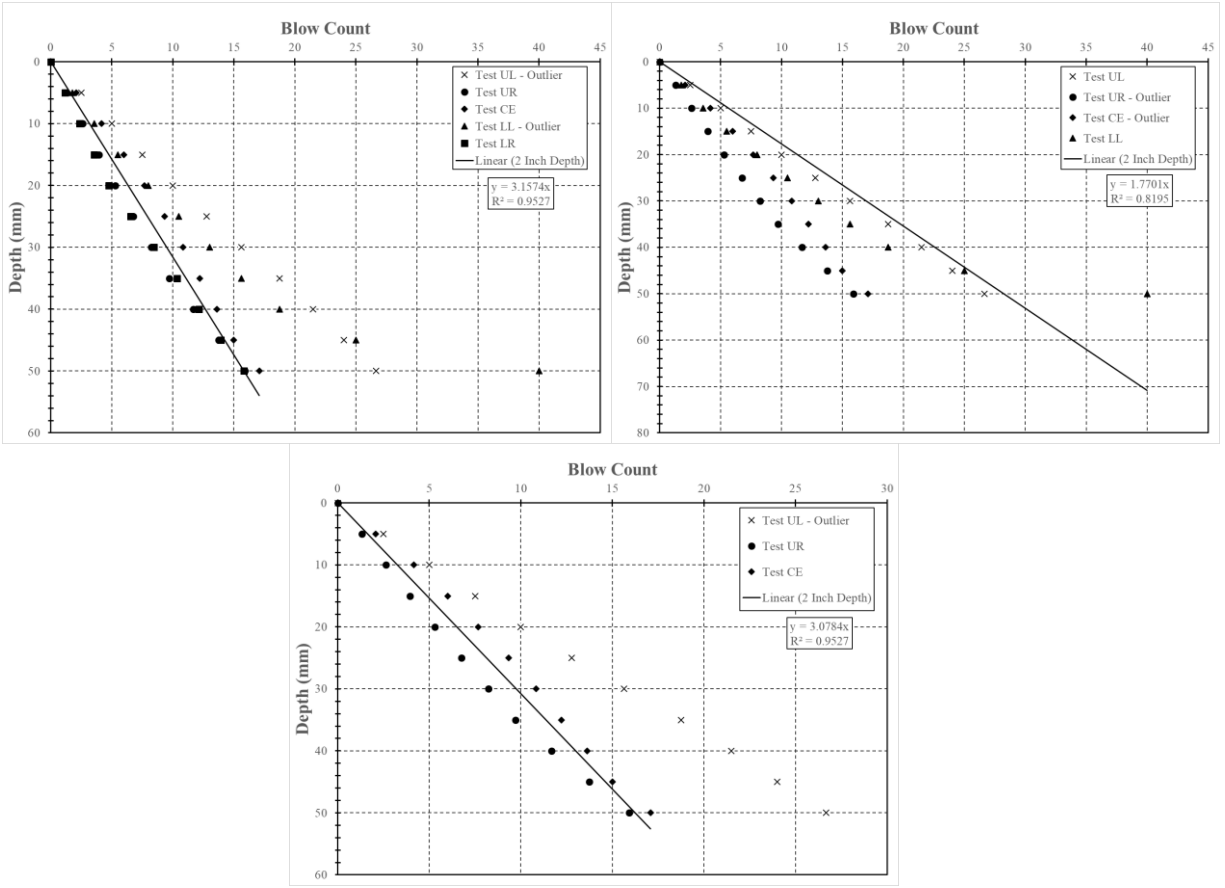 Blow Count
0 5 10 15 20 25 30 35 40 45
0
10
20
30
40
50
60
Depth (mm)
Test UL - Outlier
Test UR
Test CE
Test LL - Outlier
Test LR
Linear (2 Inch Depth)
y = 3.1574x
R² = 0.9527
Blow Count
0 5 10 15 20 25 30 35 40 45
0
10
20
30
40
50
60
70
80
Depth (mm)
Test UL
Test UR - Outlier
Test CE - Outlier
Test LL
Linear (2 Inch Depth)
y = 1.7701x
R² = 0.8195
Blow Count
0 5 10 15 20 25 30
0
10
20
30
40
50
60
Depth (mm)
Test UL - Outlier
Test UR
Test CE
Linear (2 Inch Depth)
y = 3.0784x
R² = 0.9527